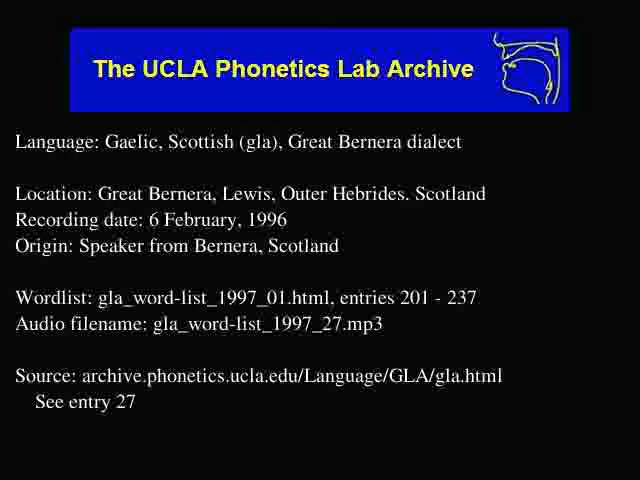 The UCLA Phonetics Lab Archive
Language: Gaelic, Scottish (gla), Great Bernera dialect
Location: Great Bernera, Lewis, Outer Hebrides. Scotland
Recording date: 6 February, 1996
Origin: Speaker from Bernera, Scotland
Wordlist: gla_word-list_1997_01.html, entries 201 - 237
Audio filename: gla_word-list_1997_27.mp3
Source: archive.phonetics.ucla.edu/Language/GLA/gla.html
See entry 27